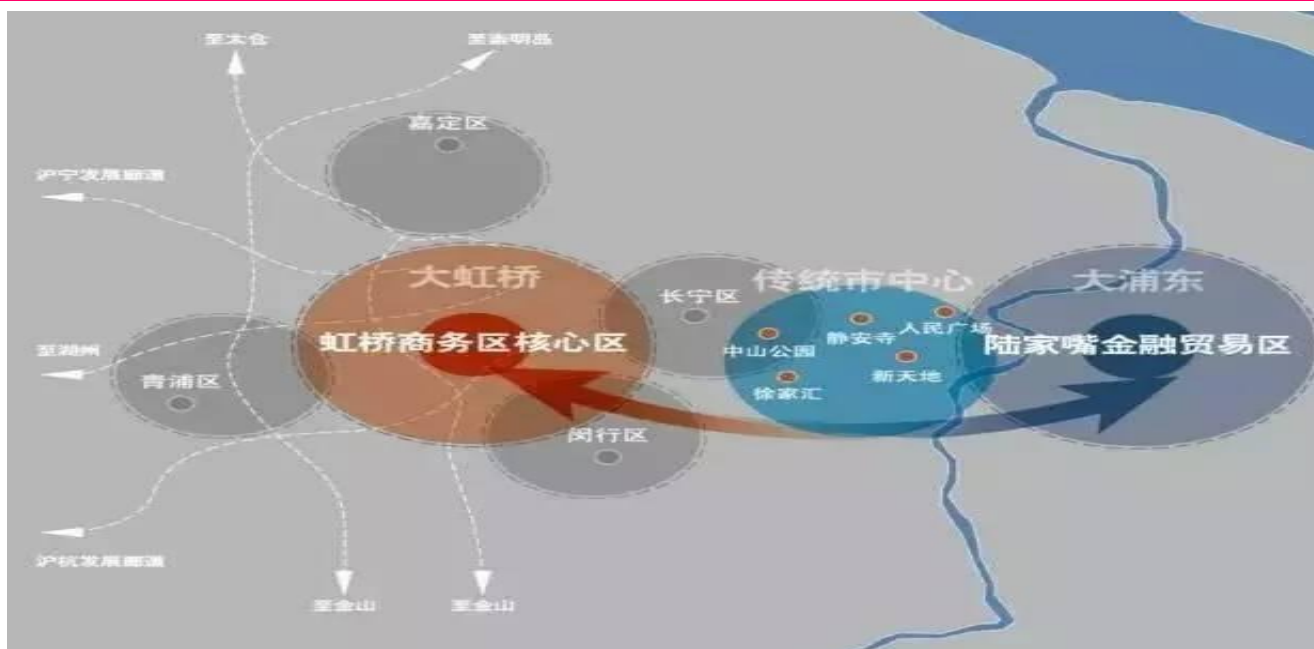 至太仓
至崇明岛
嘉定区
沪宁发展廊道
大虹桥
传统市中心
大浦东
长宁区
人民广场
静安寺
虹桥商务区核心区
中山公园
陆家嘴金融贸易区
至湖州
新天地
青浦区
徐家汇
闵行区
沪杭发展廊道
至金山
至金山